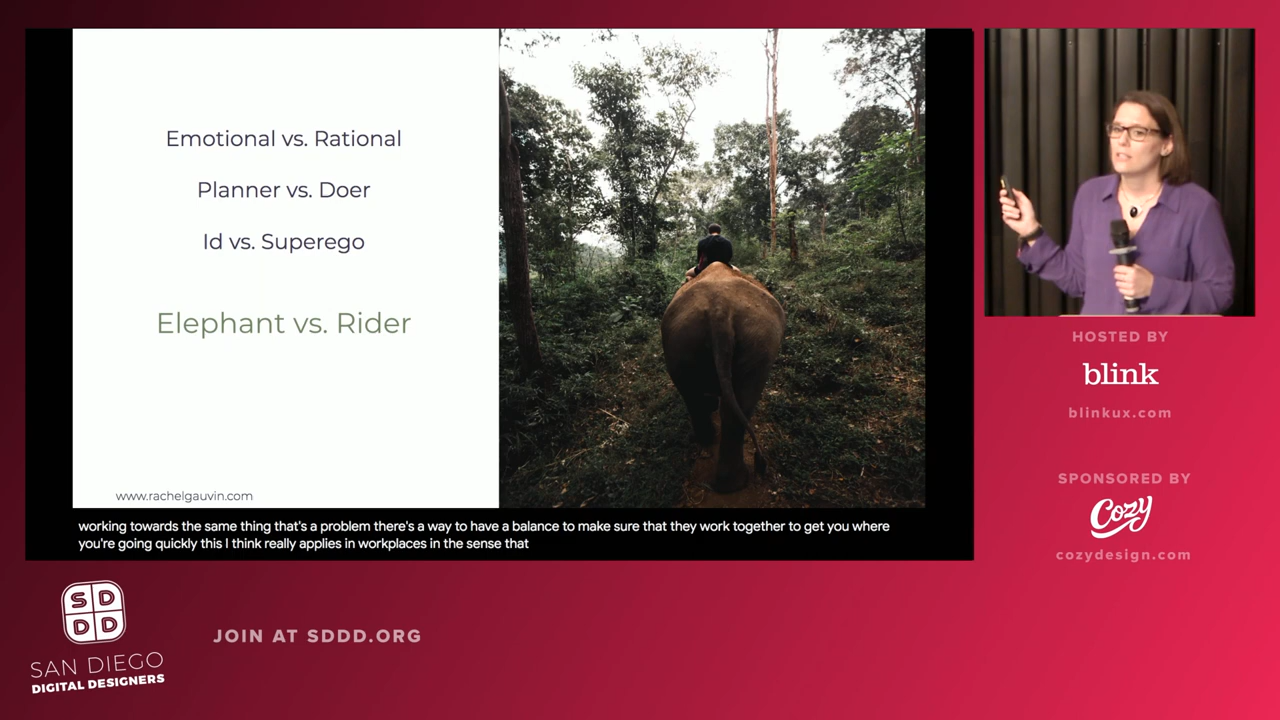 Emotional vs. Rational
Planner vs. Doer
Id vs. Superego
Elephant vs. Rider
www.rachelgauvin.com
working towards the same thing that's a problem there's a way to have a balance to make sure that they work together to get you where
you're going quickly this I think really applies in workplaces in the sense that
HOSTED BY
blink
blinkux.com
SPONSORED BY
Cozy
cozydesign.com
SD
DD
SAN DIEGO
DIGITAL DESIGNERS
JOIN AT SDDD.ORG